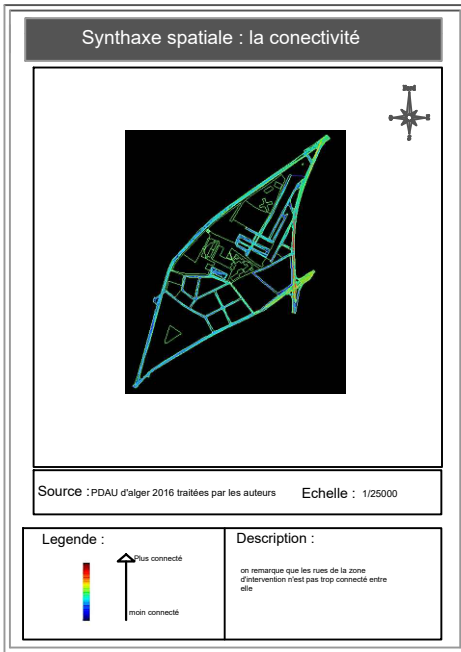 Synthaxe spatiale : la conectivité
S
Source : PDAU d'alger 2016 traitées par les auteurs Echelle : 1/25000
Legende :
Plus connecté
moin connecté
Description :
on remarque que les rues de la zone
d'intervention n'est pas trop connecté entre
elle